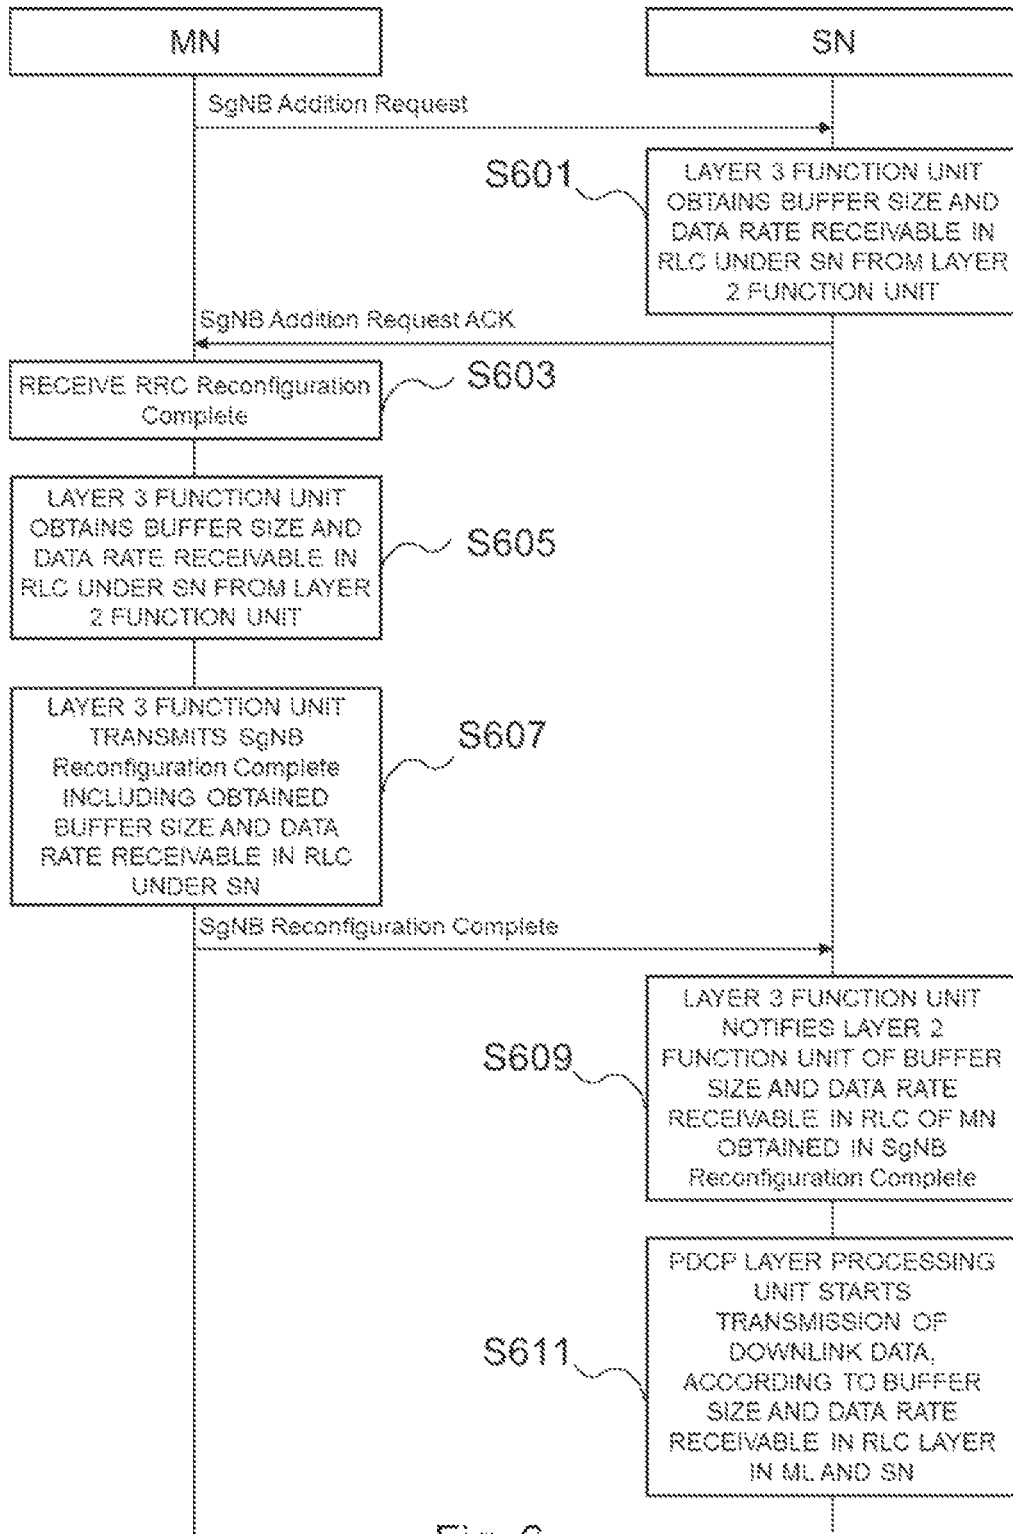 MN
SN
SgNB Addition Request
S601
LAYER 3 FUNCTION UNIT
OBTAINS BUFFER SIZE AND
DATA RATE RECEIVABLE IN
RLC UNDER SN FROM LAYER
2 FUNCTION UNIT
SgNB Addition Request ACK
RECEIVE RRC Reconfiguration
Complete
S603
LAYER 3 FUNCTION UNIT
OBTAINS BUFFER SIZE AND
DATA RATE RECEIVABLE IN
RLC UNDER SN FROM LAYER
2 FUNCTION UNIT
S605
LAYER 3 FUNCTION UNIT
TRANSMITS SgNB
Reconfiguration Complete
INCLUDING OBTAINED
BUFFER SIZE AND DATA
RATE RECEIVABLE IN RLC
UNDER SN
S607
SgNB Reconfiguration Complete
S609
LAYER 3 FUNCTION UNIT
NOTIFIES LAYER 2
FUNCTION UNIT OF BUFFER
SIZE AND DATA RATE
RECEIVABLE IN RLC OF MN
OBTAINED IN SgNB
Reconfiguration Complete
S611
PDCP LAYER PROCESSING
UNIT STARTS
TRANSMISSION OF
DOWNLINK DATA,
ACCORDING TO BUFFER
SIZE AND DATA RATE
RECEIVABLE IN RLC LAYER
IN ML AND SN